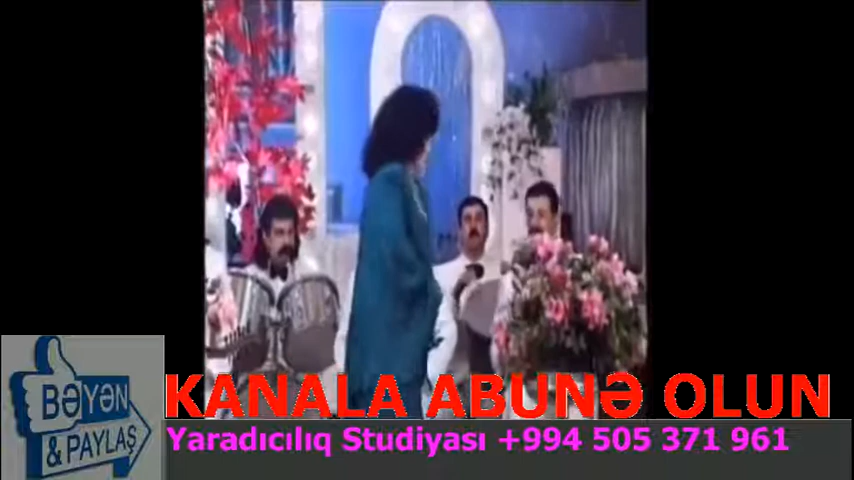 BƏYƏN
& PAYLAŞ
KANALA ABUNƏ OLUN
Yaradıcılıq Studiyası +994 505 371 961